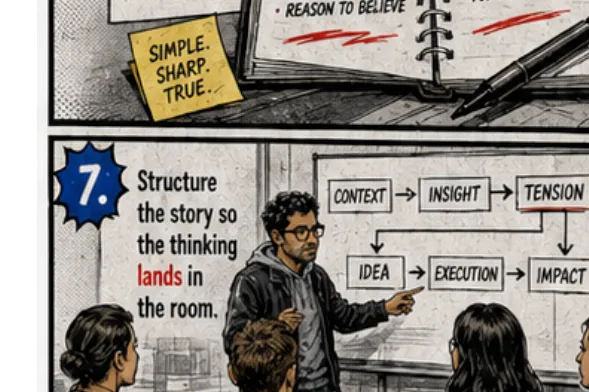 • REASON TO BELIEVE
SIMPLE.
SHARP.
TRUE.
7.
Structure
the story so
the thinking
lands in
the room.
CONTEXT → INSIGHT → TENSION
IDEA → EXECUTION → IMPACT